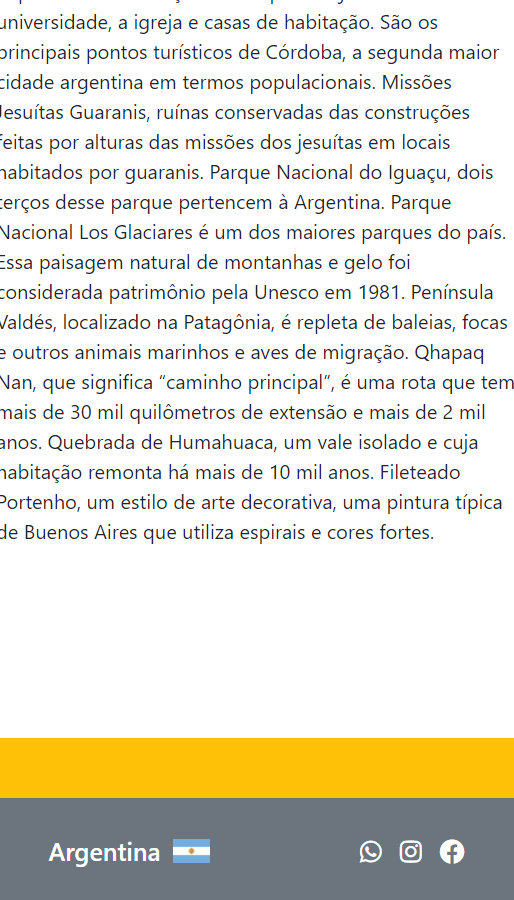 universidade, a igreja e casas de habitação. São os
principais pontos turísticos de Córdoba, a segunda maior
cidade argentina em termos populacionais. Missões
Jesuítas Guaranis, ruínas conservadas das construções
feitas por alturas das missões dos jesuítas em locais
habitados por guaranis. Parque Nacional do Iguaçu, dois
terços desse parque pertencem à Argentina. Parque
Nacional Los Glaciares é um dos maiores parques do país.
Essa paisagem natural de montanhas e gelo foi
considerada patrimônio pela Unesco em 1981. Península
Valdés, localizado na Patagônia, é repleta de baleias, focas
e outros animais marinhos e aves de migração. Qhapaq
Nan, que significa “caminho principal”, é uma rota que tem
mais de 30 mil quilômetros de extensão e mais de 2 mil
anos. Quebrada de Humahuaca, um vale isolado e cuja
habitação remonta há mais de 10 mil anos. Fileteado
Portenho, um estilo de arte decorativa, uma pintura típica
de Buenos Aires que utiliza espirais e cores fortes.
Argentina